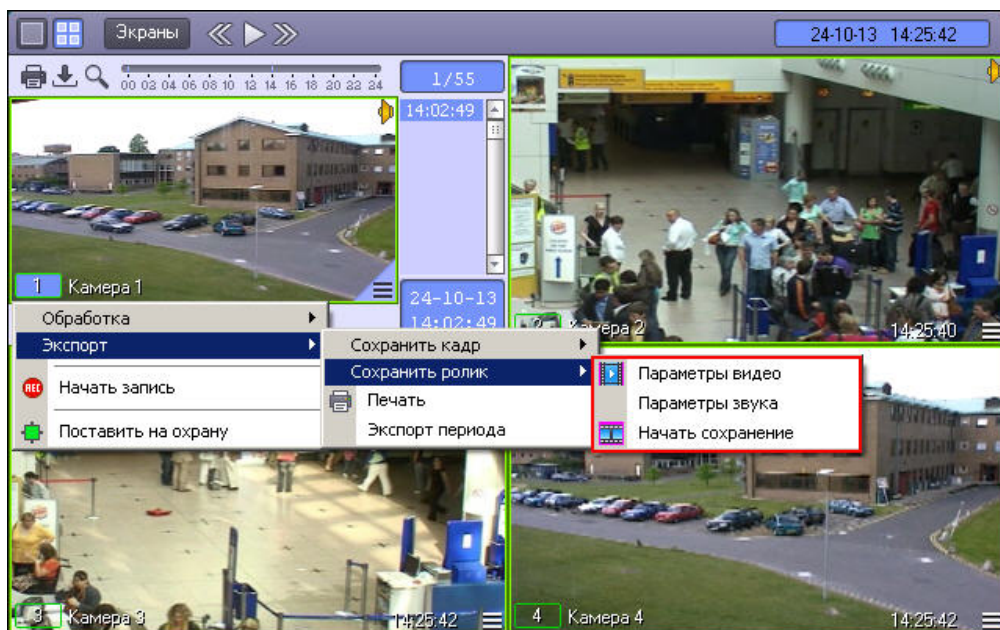 Экраны
24-10-13 14:25:42
00 02 04 06 08 10 12 14 16 18 20 22 24
1/55
14:02:49
1 Камера 1
24-10-13
14:02:49
2 Камера 2 14:25:40
Обработка
Экспорт
REC Начать запись
Поставить на охрану
Сохранить кадр
Сохранить ролик
Печать
Экспорт периода
Параметры видео
Параметры звука
Начать сохранение
3 Камера 3 14:25:42
4 Камера 4 14:25:42